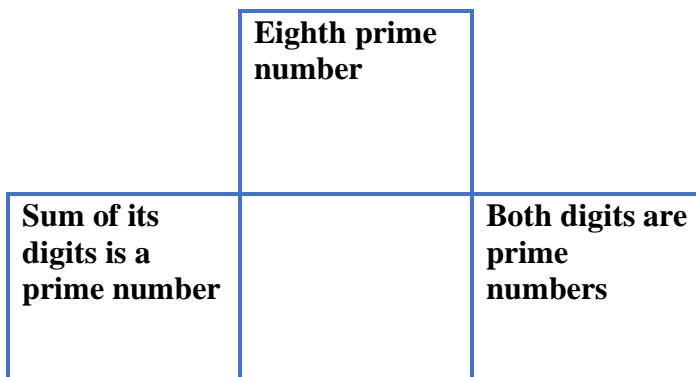 Eighth prime
number
Sum of its
digits is a
prime number
Both digits are
prime
numbers